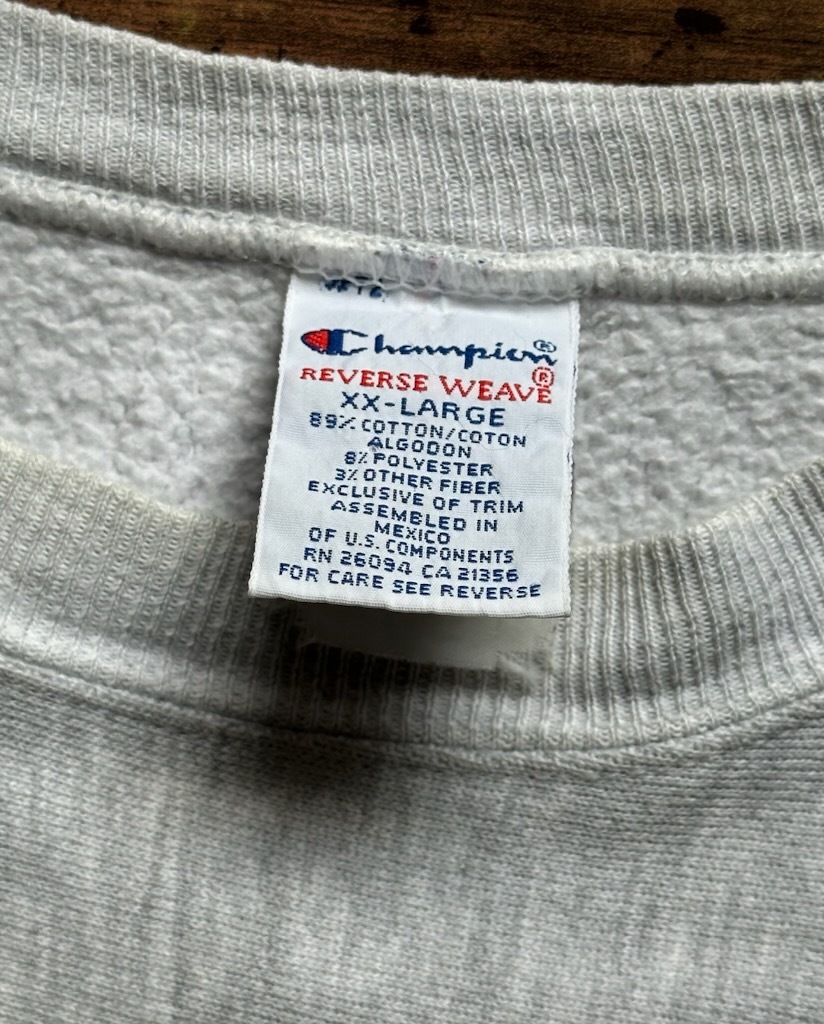 Champion®
REVERSE WEAVE®
XX-LARGE
89% COTTON/COTON
ALGODON
8% POLYESTER
3% OTHER FIBER
EXCLUSIVE OF TRIM
ASSEMBLED IN
MEXICO
OF U.S. COMPONENTS
RN 26094 CA 21356
FOR CARE SEE REVERSE